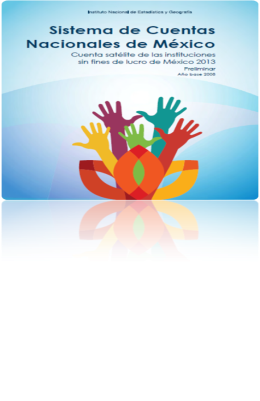 Instituto Nacional de Estadística y Geografía
Sistema de Cuentas
Nacionales de México
Cuenta satélite de las instituciones
sin fines de lucro de México 2013
Preliminar
Año base 2008